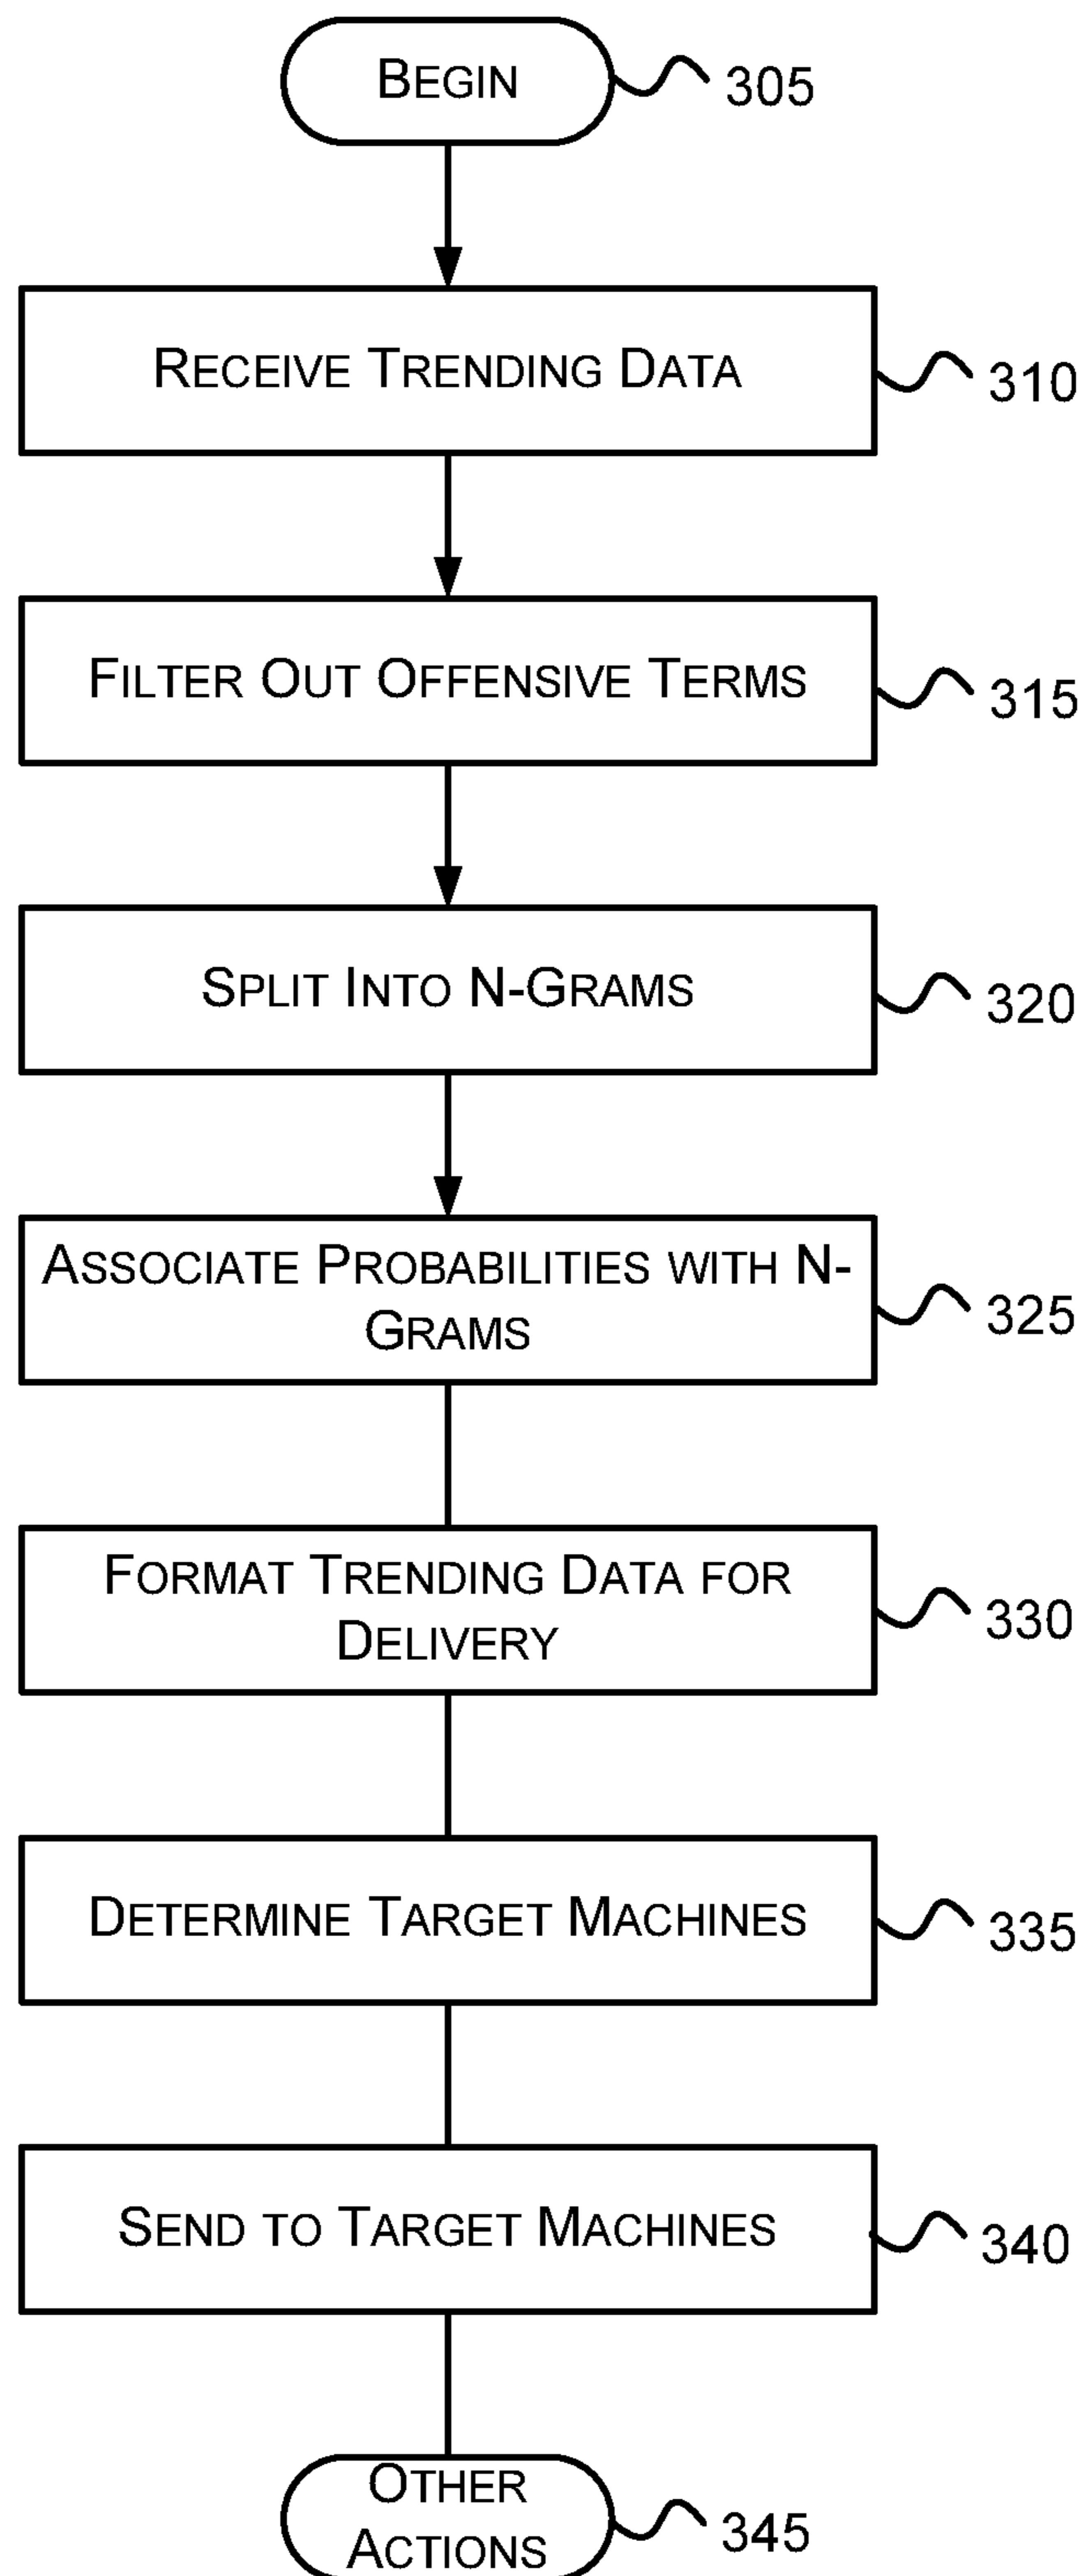 BEGIN
305
RECEIVE TRENDING DATA
310
FILTER OUT OFFENSIVE TERMS
315
SPLIT INTO N-GRAMS
320
ASSOCIATE PROBABILITIES WITH N-
GRAMS
325
FORMAT TRENDING DATA FOR
DELIVERY
330
DETERMINE TARGET MACHINES
335
SEND TO TARGET MACHINES
340
OTHER
ACTIONS
345